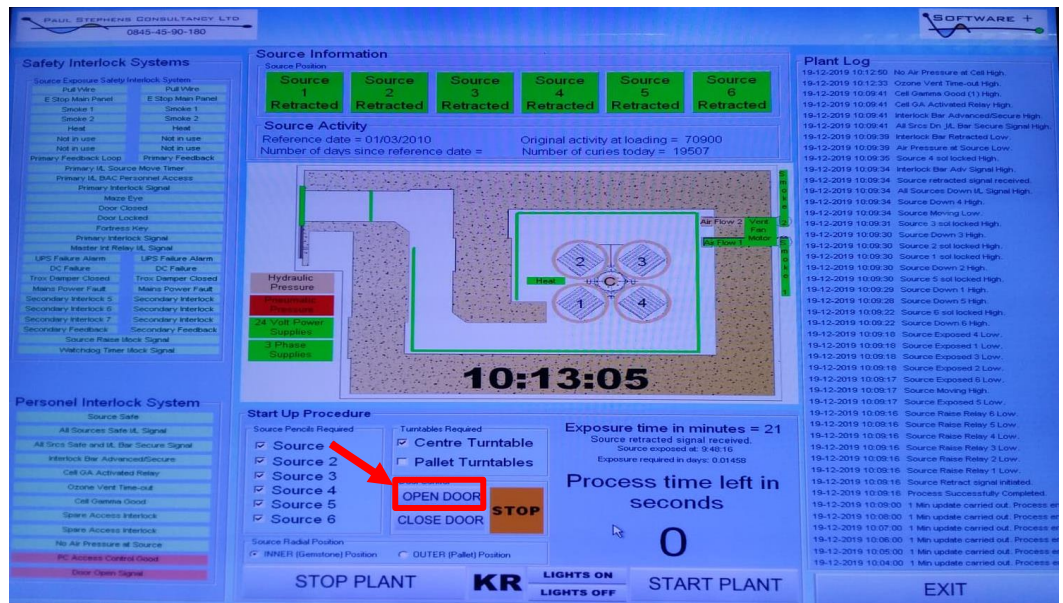 PAUL STEPHENS CONSULTANCY LTD
0845-45-90-180
SOFTWARE +
Safety Interlock Systems
Source Exposure Safety Interlock System
Pull Wire Pull Wire
E Stop Main Panel E Stop Main Panel
Smoke 1 Smoke 1
Smoke 2 Smoke 2
Heat Heat
Not in use Not in use
Not in use Not in use
Primary Feedback Loop Primary Feedback
Primary I/L Source Move Timer
Primary I/L BAC Personnel Access
Primary Interlock Signal
Maze
Eye
Door Closed
Door Locked
Fortress
Key
Primary Interlock Signal
Master Int Relay I/L Signal
UPS Failure Alarm UPS Failure Alarm
DC Failure DC Failure
Trox Damper Closed Trox Damper Closed
Mains Power Fault Mains Power Fault
Secondary Interlock 5 Secondary Interlock
Secondary Interlock 6 Secondary Interlock
Secondary Interlock 7 Secondary Interlock
Secondary Feedback Secondary Feedback
Source Raise I/lock Signal
Watchdog Timer I/lock Signal
Personel Interlock System
Source Safe
All Sources Safe I/L Signal
All Srcs Safe and I/L Bar Secure Signal
Interlock Bar Advanced/Secure
Cell GA Activated Relay
Ozone Vent Time-out
Cell Gamma Good
Spare Access Interlock
Spare Access Interlock
No Air Pressure at Source
PC Access Control Good
Door Open Signal
Source Information
Source Position
Source 1 Retracted
Source 2 Retracted
Source 3 Retracted
Source 4 Retracted
Source 5 Retracted
Source 6 Retracted
Source Activity
Reference date = 01/03/2010 Original activity at loading = 70900
Number of days since reference date = Number of curies today = 19507
Smoke 2
Air Flow 2
Vent Fan Motor
Air Flow 1
Smoke 1
2 3
Heat
C
1 4
Hydraulic Pressure
Pneumatic Pressure
24 Volt Power Supplies
3 Phase Supplies
10:13:05
Start Up Procedure
Source Pencils Required
Source
Source 2
Source 3
Source 4
Source 5
Source 6
Turntables Required
Centre Turntable
Pallet Turntables
OPEN DOOR
CLOSE DOOR
STOP
Source Radial Position
INNER (Gemstone) Position OUTER (Pallet) Position
Exposure time in minutes = 21
Source retracted signal received.
Source exposed at: 9:48:16
Exposure required in days: 0.01458
Process time left in seconds
0
STOP PLANT
KR
LIGHTS ON
LIGHTS OFF
START PLANT
EXIT
Plant Log
19-12-2019 10:12:50 No Air Pressure at Cell High.
19-12-2019 10:12:33 Ozone Vent Time-out High.
19-12-2019 10:09:41 Cell Gamma Good (1) High.
19-12-2019 10:09:41 Cell GA Activated Relay High.
19-12-2019 10:09:41 Interlock Bar Advanced/Secure High.
19-12-2019 10:09:41 All Srcs Dn I/L Bar Secure Signal High.
19-12-2019 10:09:39 Interlock Bar Retracted Low.
19-12-2019 10:09:39 Air Pressure at Source Low.
19-12-2019 10:09:35 Source 4 sol locked High.
19-12-2019 10:09:34 Interlock Bar Adv Signal High.
19-12-2019 10:09:34 Source retracted signal received.
19-12-2019 10:09:34 All Sources Down I/L Signal High.
19-12-2019 10:09:34 Source Down 4 High.
19-12-2019 10:09:34 Source Moving Low.
19-12-2019 10:09:31 Source 3 sol locked High.
19-12-2019 10:09:30 Source Down 3 High.
19-12-2019 10:09:30 Source 2 sol locked High.
19-12-2019 10:09:30 Source 1 sol locked High.
19-12-2019 10:09:30 Source Down 2 High.
19-12-2019 10:09:30 Source 5 sol locked High.
19-12-2019 10:09:29 Source Down 1 High.
19-12-2019 10:09:28 Source Down 5 High.
19-12-2019 10:09:22 Source 6 sol locked High.
19-12-2019 10:09:22 Source Down 6 High.
19-12-2019 10:09:18 Source Exposed 4 Low.
19-12-2019 10:09:18 Source Exposed 1 Low.
19-12-2019 10:09:18 Source Exposed 3 Low.
19-12-2019 10:09:18 Source Exposed 2 Low.
19-12-2019 10:09:17 Source Exposed 6 Low.
19-12-2019 10:09:17 Source Moving High.
19-12-2019 10:09:17 Source Exposed 5 Low.
19-12-2019 10:09:16 Source Raise Relay 6 Low.
19-12-2019 10:09:16 Source Raise Relay 5 Low.
19-12-2019 10:09:16 Source Raise Relay 4 Low.
19-12-2019 10:09:16 Source Raise Relay 3 Low.
19-12-2019 10:09:16 Source Raise Relay 2 Low.
19-12-2019 10:09:16 Source Raise Relay 1 Low.
19-12-2019 10:09:16 Source Retract signal initiated.
19-12-2019 10:09:16 Process Successfully Completed.
19-12-2019 10:09:00 1 Min update carried out. Process er
19-12-2019 10:08:00 1 Min update carried out. Process er
19-12-2019 10:07:00 1 Min update carried out. Process er
19-12-2019 10:06:00 1 Min update carried out. Process er
19-12-2019 10:05:00 1 Min update carried out. Process er
19-12-2019 10:04:00 1 Min update carried out. Process er